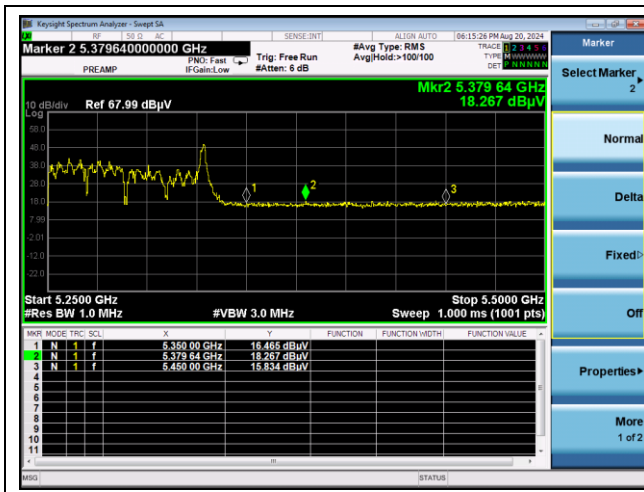 Keysight Spectrum Analyzer - Swept SA
RF 50 Ω AC SENSE:INT ALIGN AUTO 06:15:26 PM Aug 20, 2024
Marker 2 5.379640000000 GHz
PREAMP
PNO: Fast
IFGain:Low
Trig: Free Run
#Atten: 6 dB
#Avg Type: RMS
Avg|Hold:>100/100
TRACE 1 2 3 4 5 6
TYPE M W W W W W
DET P N N N N N
Mkr2 5.379 64 GHz
18.267 dBµV
10 dB/div
Log
Ref 67.99 dBµV
58.0
48.0
38.0
28.0
18.0
7.99
-2.01
-12.0
-22.0
1
2
3
Start 5.2500 GHz
#Res BW 1.0 MHz
#VBW 3.0 MHz
Stop 5.5000 GHz
Sweep 1.000 ms (1001 pts)
MKR MODE TRC SCL X Y FUNCTION FUNCTION WIDTH FUNCTION VALUE
1 N 1 f 5.350 00 GHz 16.465 dBµV
2 N 1 f 5.379 64 GHz 18.267 dBµV
3 N 1 f 5.450 00 GHz 15.834 dBµV
4
5
6
7
8
9
10
11
MSG
STATUS
Marker
Select Marker
2
Normal
Delta
Fixed
Off
Properties
More
1 of 2